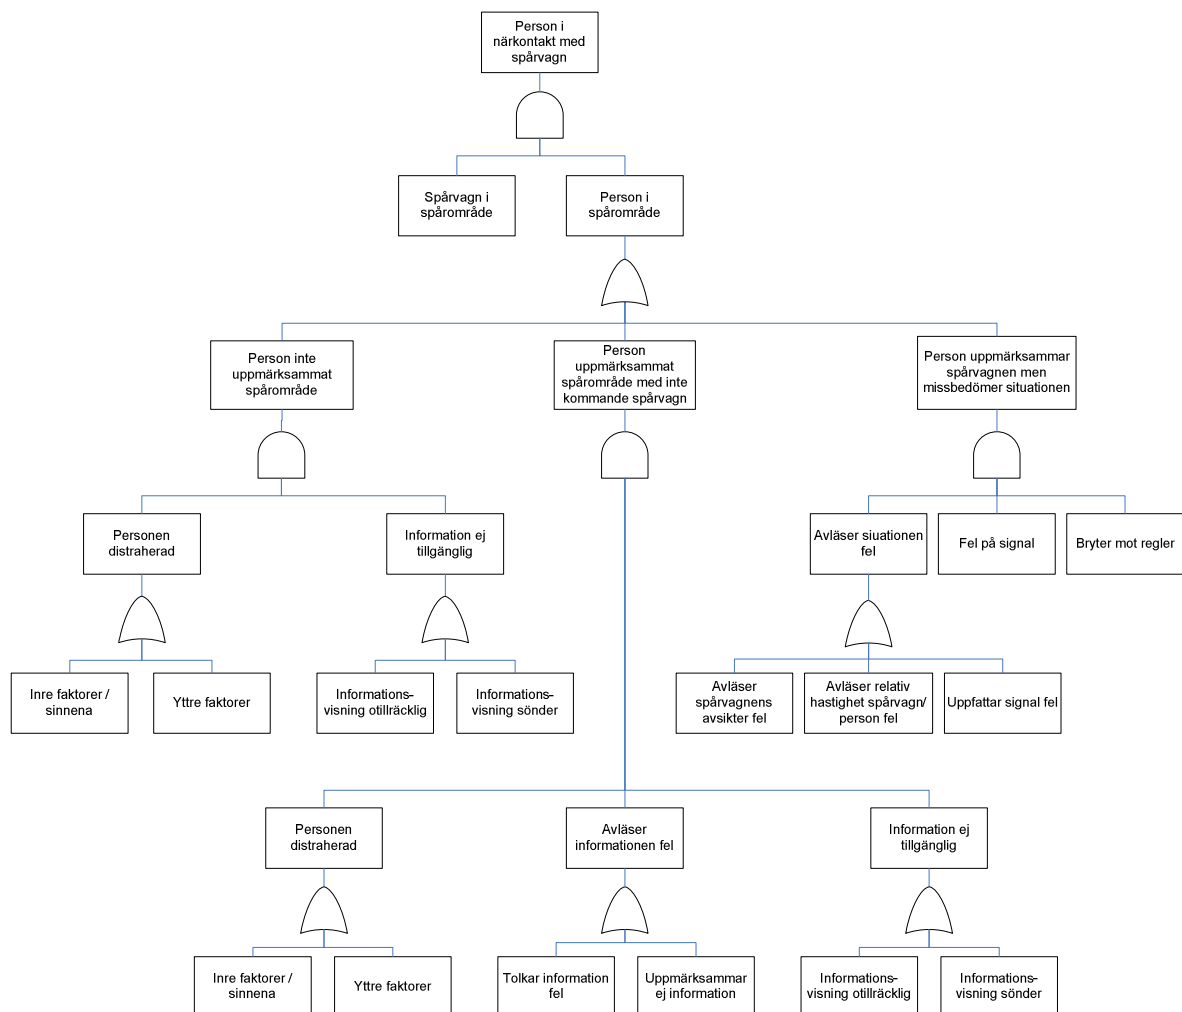 Person i
närkontakt med
spårvagn
Spårvagn i
spårområde
Person i
spårområde
Person inte
uppmärksammat
spårområde
Person
uppmärksammat
spårområde med inte
kommande spårvagn
Person uppmärksammar
spårvagnen men
missbedömer situationen
Personen
distraherad
Information ej
tillgänglig
Avläser siuationen
fel
Fel på signal
Bryter mot regler
Inre faktorer /
sinnena
Yttre faktorer
Informations-
visning otillräcklig
Informations-
visning sönder
Avläser
spårvagnens
avsikter fel
Avläser relativ
hastighet spårvagn/
person fel
Uppfattar signal fel
Personen
distraherad
Avläser
informationen fel
Information ej
tillgänglig
Inre faktorer /
sinnena
Yttre faktorer
Tolkar information
fel
Uppmärksammar
ej information
Informations-
visning otillräcklig
Informations-
visning sönder